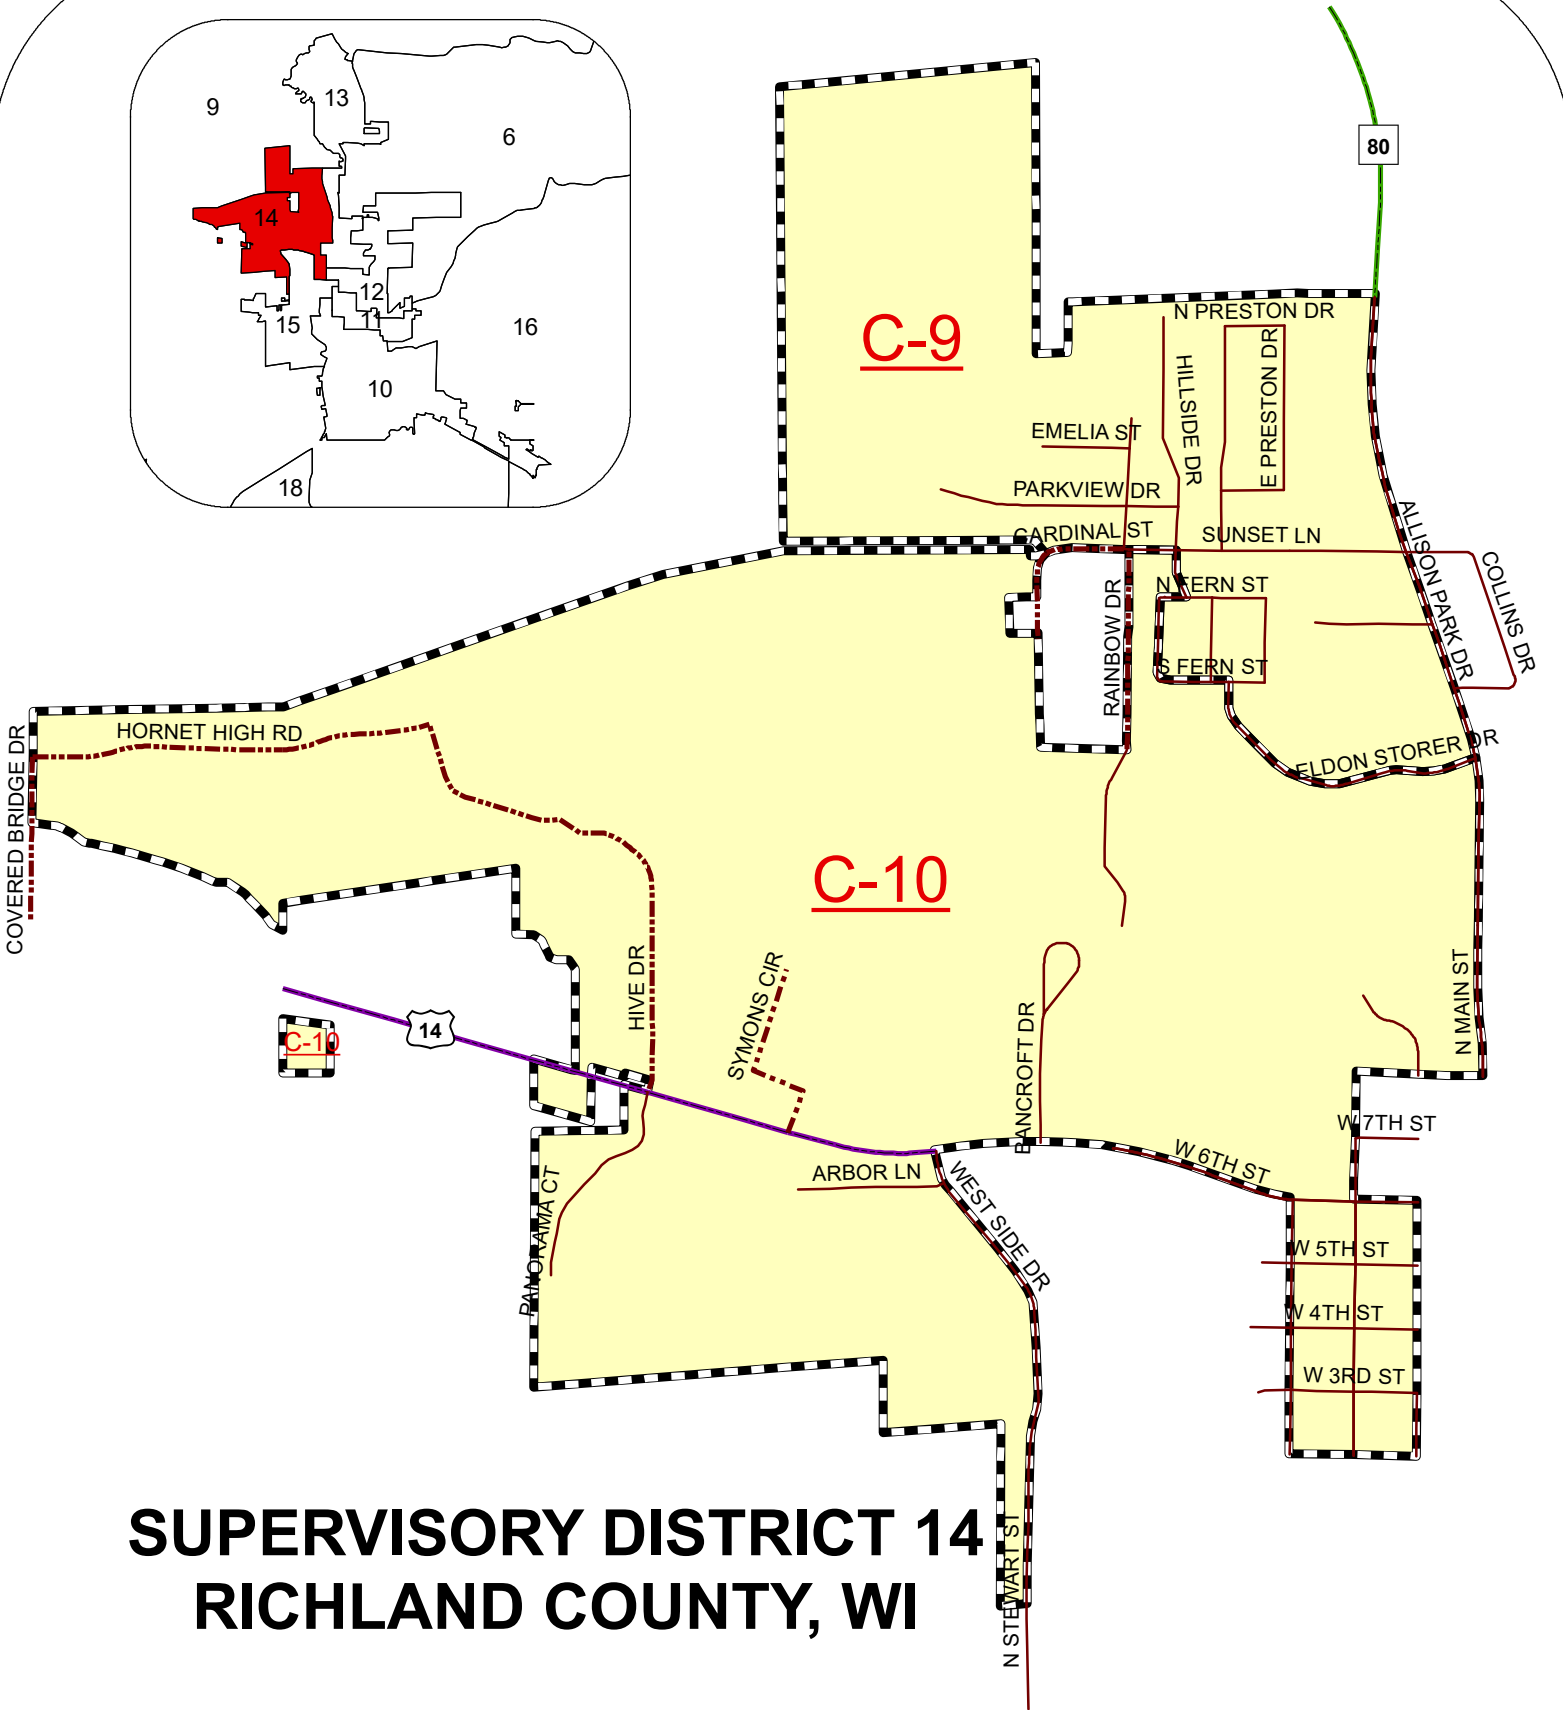 9
13
6
14
12
11
15
16
10
18
80
C-9
N PRESTON DR
HILLSIDE DR
E PRESTON DR
EMELIA ST
PARKVIEW DR
CARDINAL ST
SUNSET LN
ALLISON PARK DR
COLLINS DR
N FERN ST
RAINBOW DR
S FERN ST
ELDON STORER DR
HORNET HIGH RD
COVERED BRIDGE DR
C-10
HIVE DR
SYMONS CIR
BANCROFT DR
N MAIN ST
14
C-10
W 7TH ST
W 6TH ST
ARBOR LN
WEST SIDE DR
PANORAMA CT
W 5TH ST
W 4TH ST
W 3RD ST
N STEWART ST
SUPERVISORY DISTRICT 14
RICHLAND COUNTY, WI